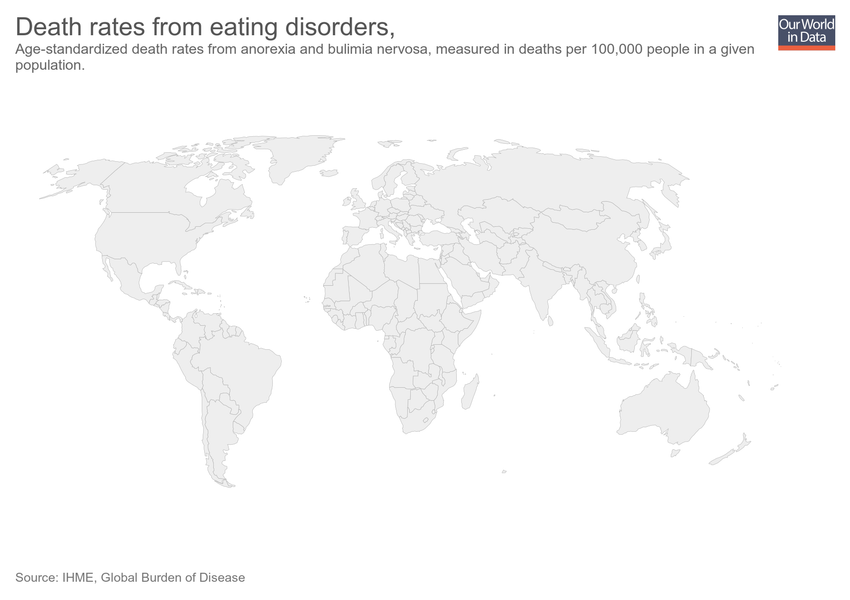 Death rates from eating disorders,
Our World
in Data
Age-standardized death rates from anorexia and bulimia nervosa, measured in deaths per 100,000 people in a given
population.
Source: IHME, Global Burden of Disease